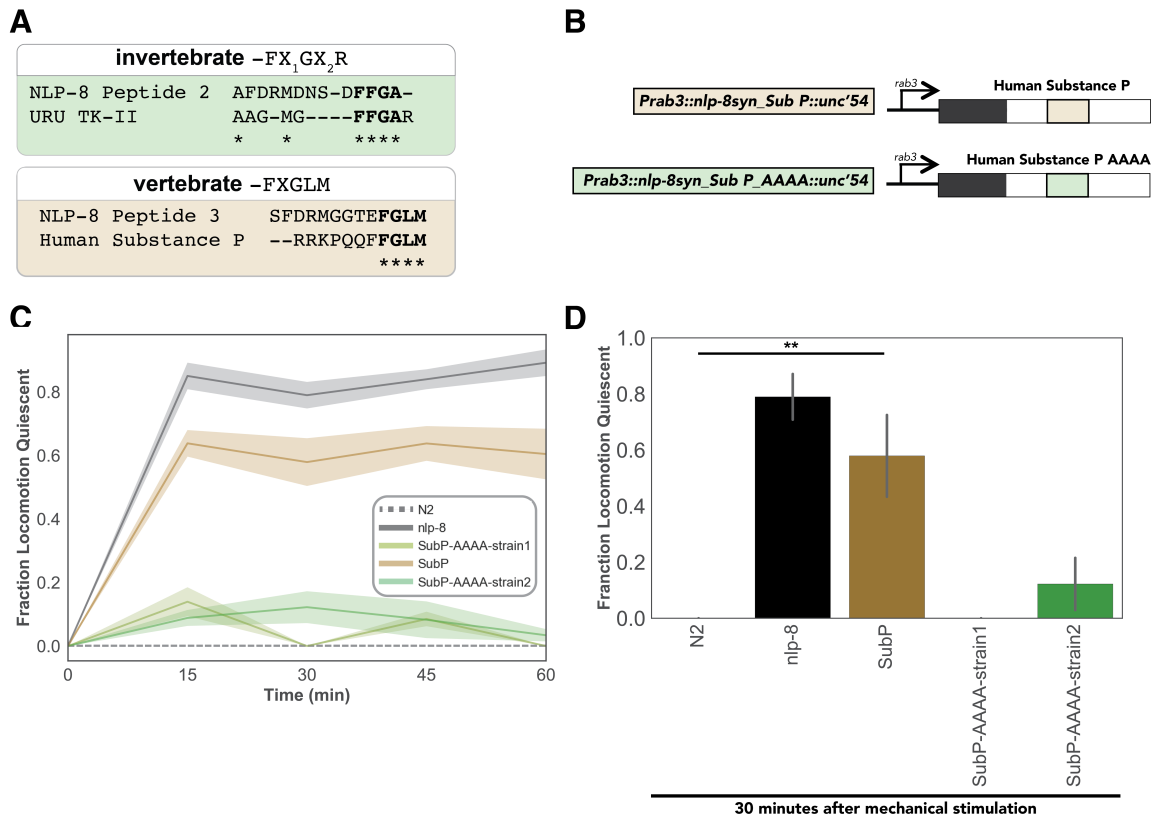 A
invertebrate –FX1GX2R
NLP–8 Peptide 2 AFDRMDNS–DFFGA–
URU TK–II AAG–MG––––FFGAR
* * ****
vertebrate –FXGLM
NLP–8 Peptide 3 SFDRMGGTEFGLM
Human Substance P ––RRKPQQFFGLM
****
B
Prab3::nlp-8syn_Sub P::unc’54
rab3
Human Substance P
Prab3::nlp-8syn_Sub P_AAAA::unc’54
rab3
Human Substance P AAAA
C
Fraction Locomotion Quiescent
0.8
0.6
0.4
0.2
0.0
N2
nlp-8
SubP-AAAA-strain1
SubP
SubP-AAAA-strain2
0 15 30 45 60
Time (min)
D
Franction Locomotion Quiescent
1.0
0.8
0.6
0.4
0.2
0.0
**
N2
nlp-8
SubP
SubP-AAAA-strain1
SubP-AAAA-strain2
30 minutes after mechanical stimulation